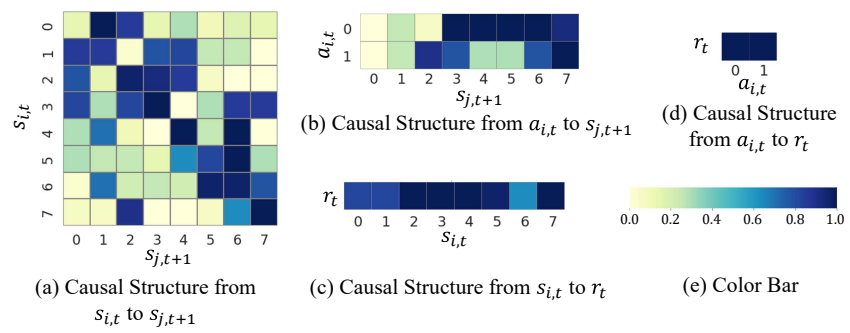 0
1
2
3
4
5
6
7
s_{i,t}
0 1 2 3 4 5 6 7
s_{j,t+1}
(a) Causal Structure from
s_{i,t} to s_{j,t+1}
a_{i,t}
0
1
0 1 2 3 4 5 6 7
s_{j,t+1}
(b) Causal Structure from a_{i,t} to s_{j,t+1}
r_t
0 1 2 3 4 5 6 7
s_{i,t}
(c) Causal Structure from s_{i,t} to r_t
r_t
0 1
a_{i,t}
(d) Causal Structure
from a_{i,t} to r_t
0.0 0.2 0.4 0.6 0.8 1.0
(e) Color Bar